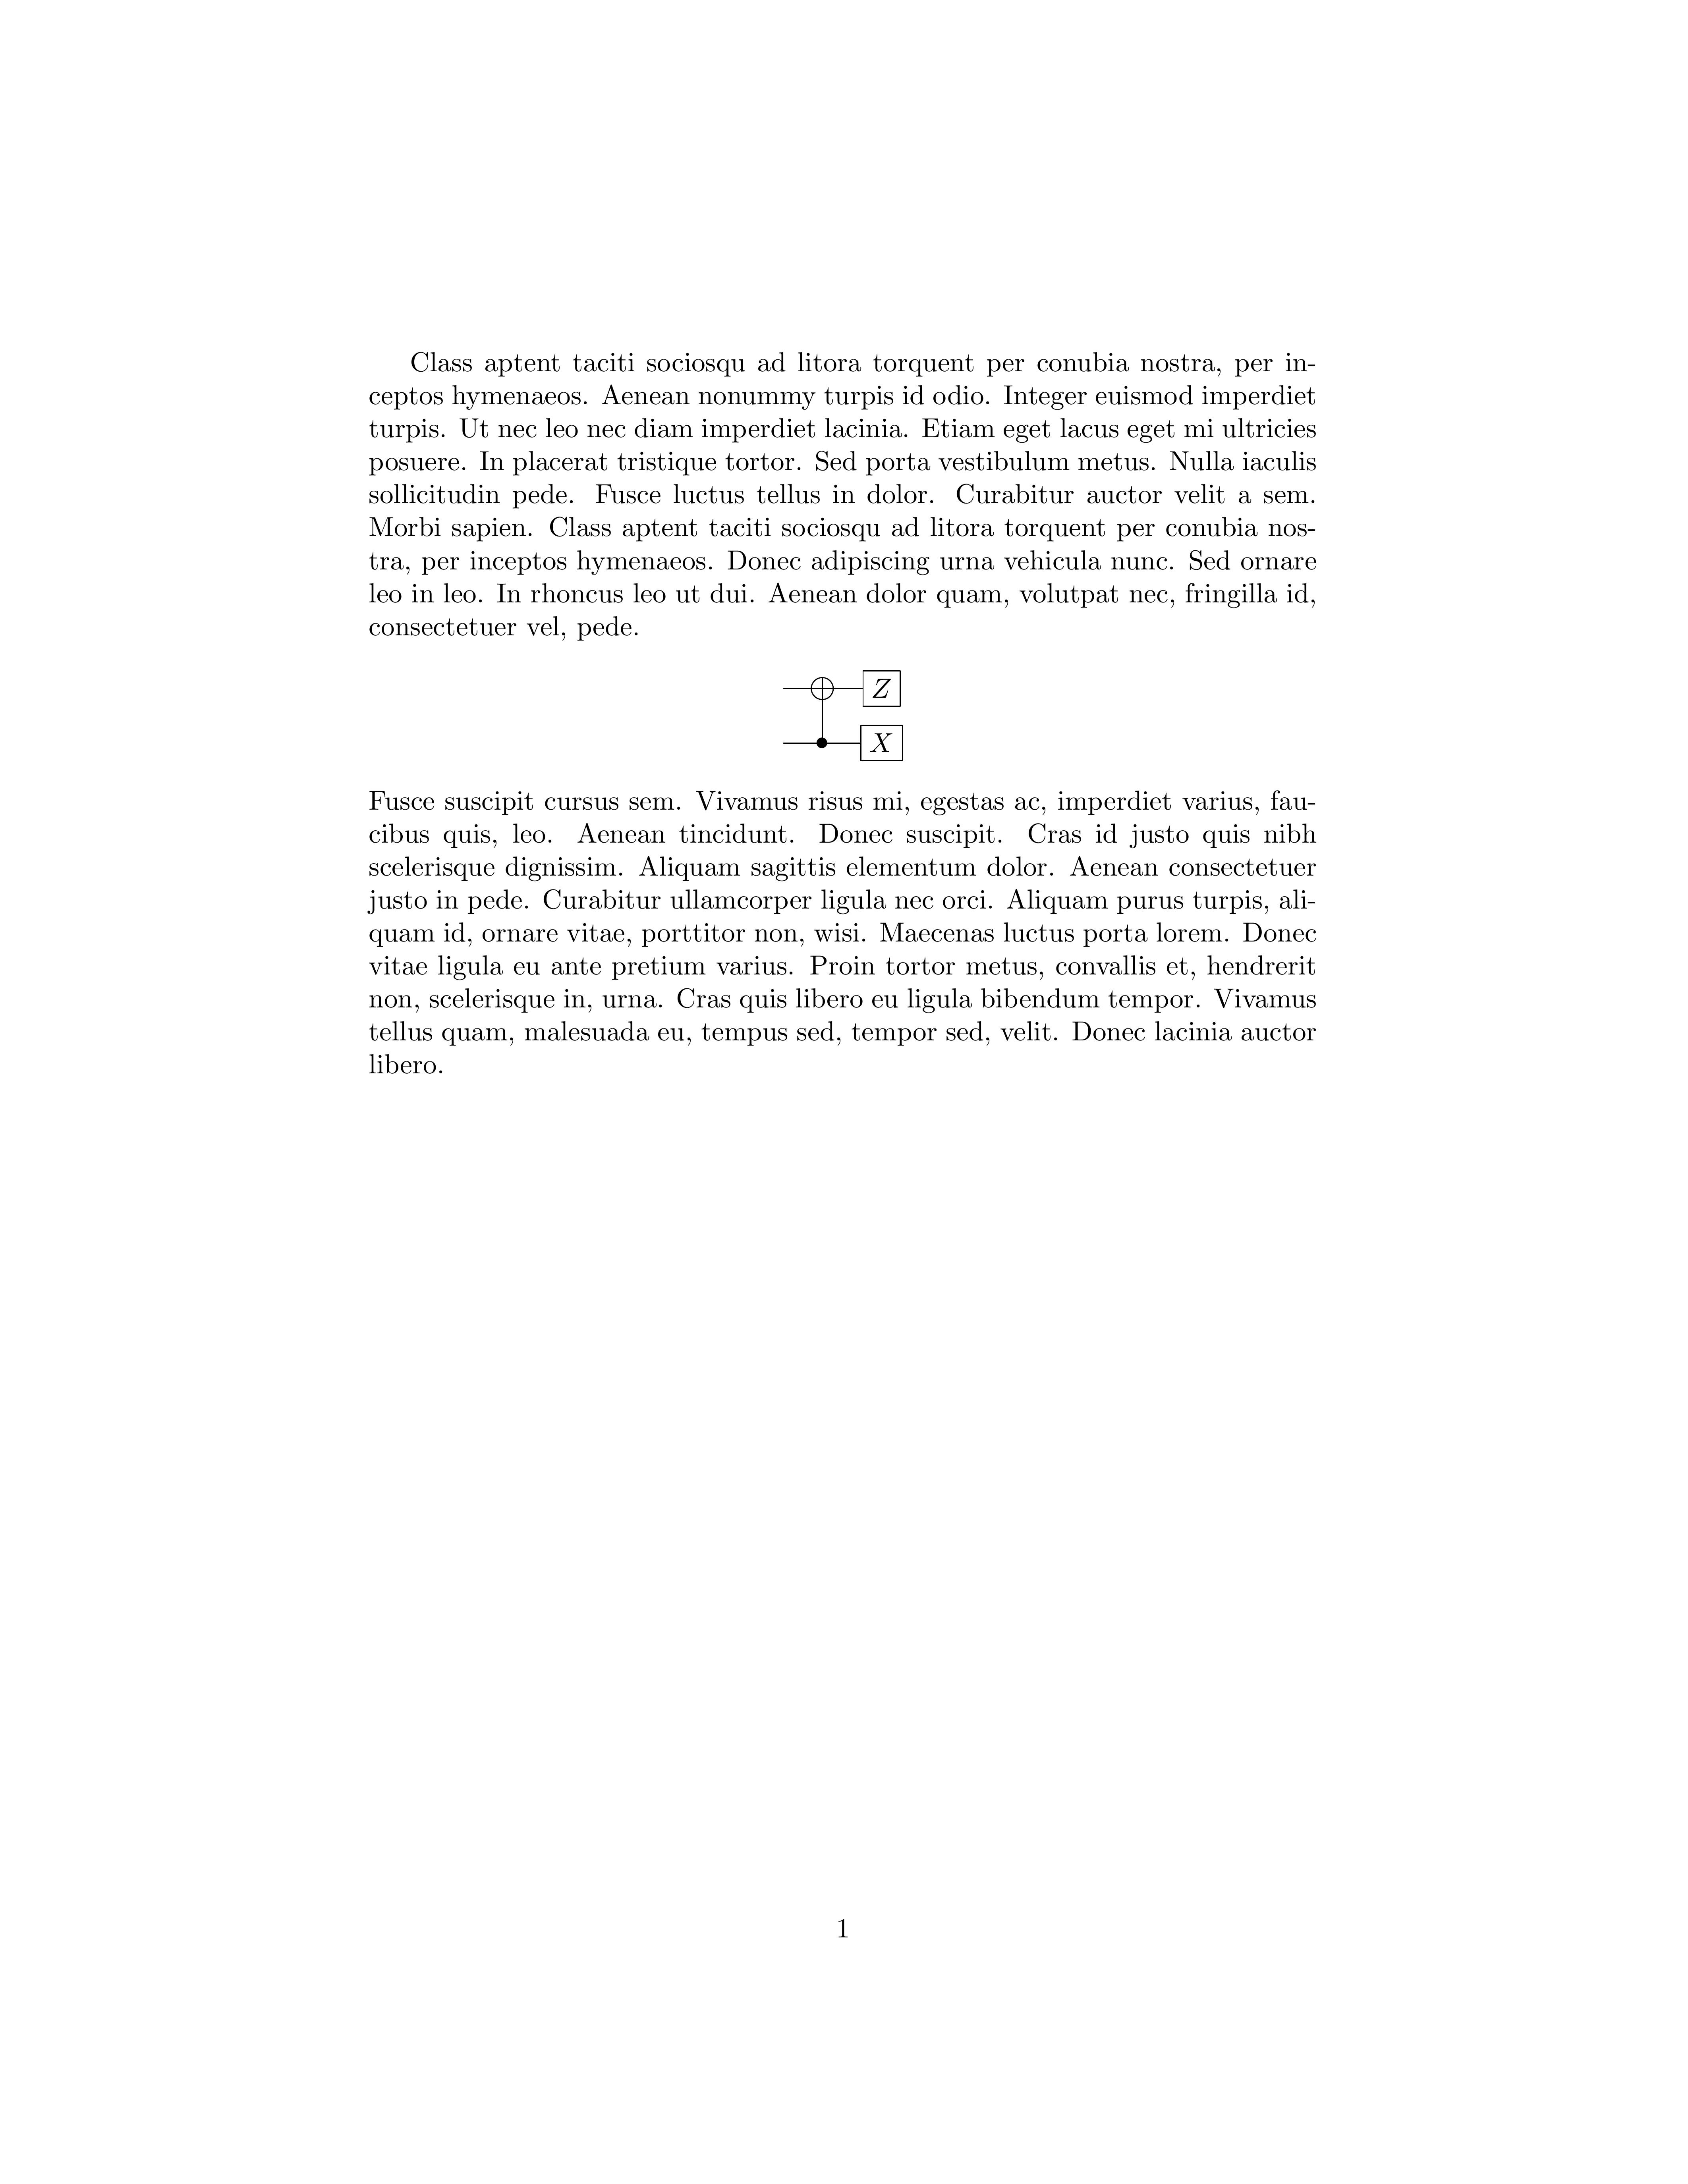 Class aptent taciti sociosqu ad litora torquent per conubia nostra, per in-
ceptos hymenaeos. Aenean nonummy turpis id odio. Integer euismod imperdiet
turpis. Ut nec leo nec diam imperdiet lacinia. Etiam eget lacus eget mi ultricies
posuere. In placerat tristique tortor. Sed porta vestibulum metus. Nulla iaculis
sollicitudin pede. Fusce luctus tellus in dolor. Curabitur auctor velit a sem.
Morbi sapien. Class aptent taciti sociosqu ad litora torquent per conubia nos-
tra, per inceptos hymenaeos. Donec adipiscing urna vehicula nunc. Sed ornare
leo in leo. In rhoncus leo ut dui. Aenean dolor quam, volutpat nec, fringilla id,
consectetuer vel, pede.
Z
X
Fusce suscipit cursus sem. Vivamus risus mi, egestas ac, imperdiet varius, fau-
cibus quis, leo. Aenean tincidunt. Donec suscipit. Cras id justo quis nibh
scelerisque dignissim. Aliquam sagittis elementum dolor. Aenean consectetuer
justo in pede. Curabitur ullamcorper ligula nec orci. Aliquam purus turpis, ali-
quam id, ornare vitae, porttitor non, wisi. Maecenas luctus porta lorem. Donec
vitae ligula eu ante pretium varius. Proin tortor metus, convallis et, hendrerit
non, scelerisque in, urna. Cras quis libero eu ligula bibendum tempor. Vivamus
tellus quam, malesuada eu, tempus sed, tempor sed, velit. Donec lacinia auctor
libero.
1